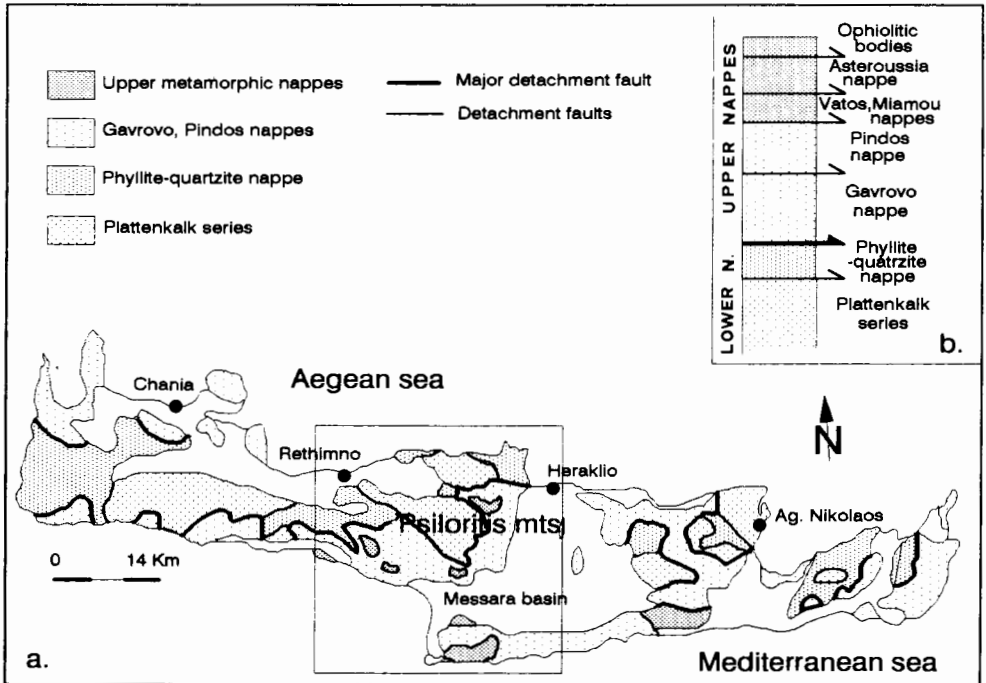 Upper metamorphic nappes
Gavrovo, Pindos nappes
Phyllite-quartzite nappe
Plattenkalk series
Major detachment fault
Detachment faults
UPPER NAPPES
LOWER N.
Ophiolitic
bodies
Asteroussia
nappe
Vatos,Miamou
nappes
Pindos
nappe
Gavrovo
nappe
Phyllite
-quatrzite
nappe
Plattenkalk
series
b.
Aegean sea
Chania
Rethimno
Heraklio
N
Psiloritis mts
Ag. Nikolaos
0 14 Km
Messara basin
Mediterranean sea
a.